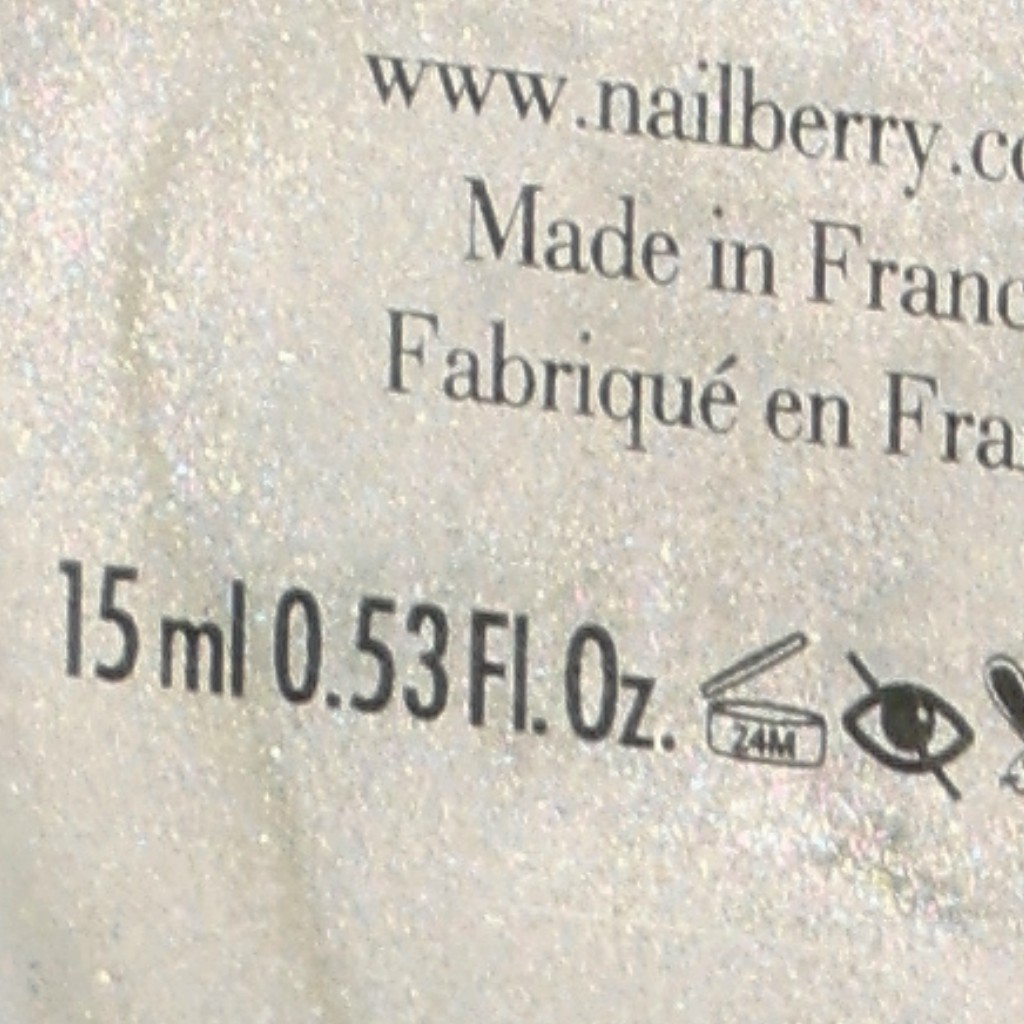 www.nailberry.co
Made in Franc
Fabriqué en Fra
15 ml 0.53 Fl. Oz.
24M